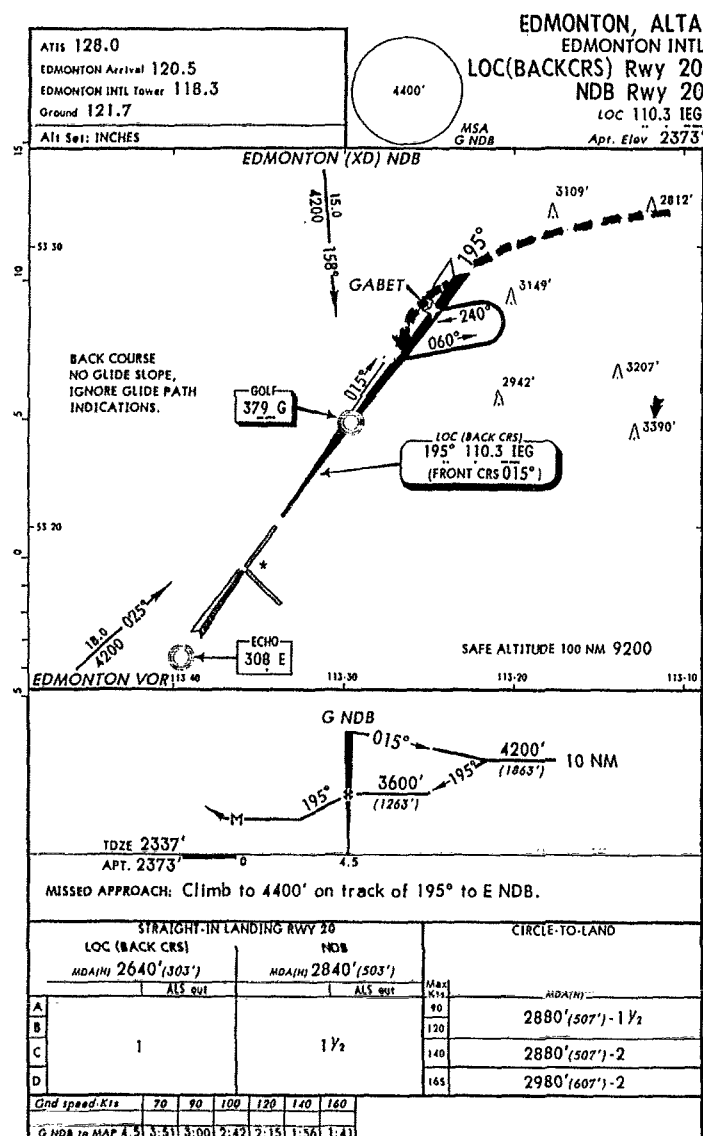 EDMONTON, ALTA
EDMONTON INTL
LOC(BACKCRS) Rwy 20
NDB Rwy 20
LOC 110.3 IEG
Apt. Elev 2373'
ATIS 128.0
EDMONTON Arrival 120.5
EDMONTON INTL Tower 118.3
Ground 121.7
Alt Set: INCHES
4400'
MSA
G NDB
EDMONTON (XD) NDB
15.0
4200
158°
3109'
2812'
195°
53 30
GABET
3149'
240°
060°
BACK COURSE
NO GLIDE SLOPE,
IGNORE GLIDE PATH
INDICATIONS.
015°
2942'
3207'
GOLF
379 G
3390'
LOC (BACK CRS)
195° 110.3 IEG
(FRONT CRS 015°)
53 20
15
10
5
0
5
18.0
4200
025°
ECHO
308 E
SAFE ALTITUDE 100 NM 9200
EDMONTON VOR
113 40
113-30
113-20
113-10
G NDB
015°
4200'
(1863')
10 NM
195°
3600'
(1263')
195°
M
TDZE 2337'
APT. 2373'
0
4.5
MISSED APPROACH: Climb to 4400' on track of 195° to E NDB.
STRAIGHT-IN LANDING RWY 20
CIRCLE-TO-LAND
LOC (BACK CRS)
NDB
MDA(H) 2640'(303')
MDA(H) 2840'(503')
ALS out
ALS out
Max Kts
MDA(H)
A
B
C
D
1
1½
90
120
2880'(507')-1½
140
2880'(507')-2
165
2980'(607')-2
Gnd speed-Kts 70 90 100 120 140 160
G NDB to MAP 4.5 3:51 3:00 2:42 2:15 1:56 1:41